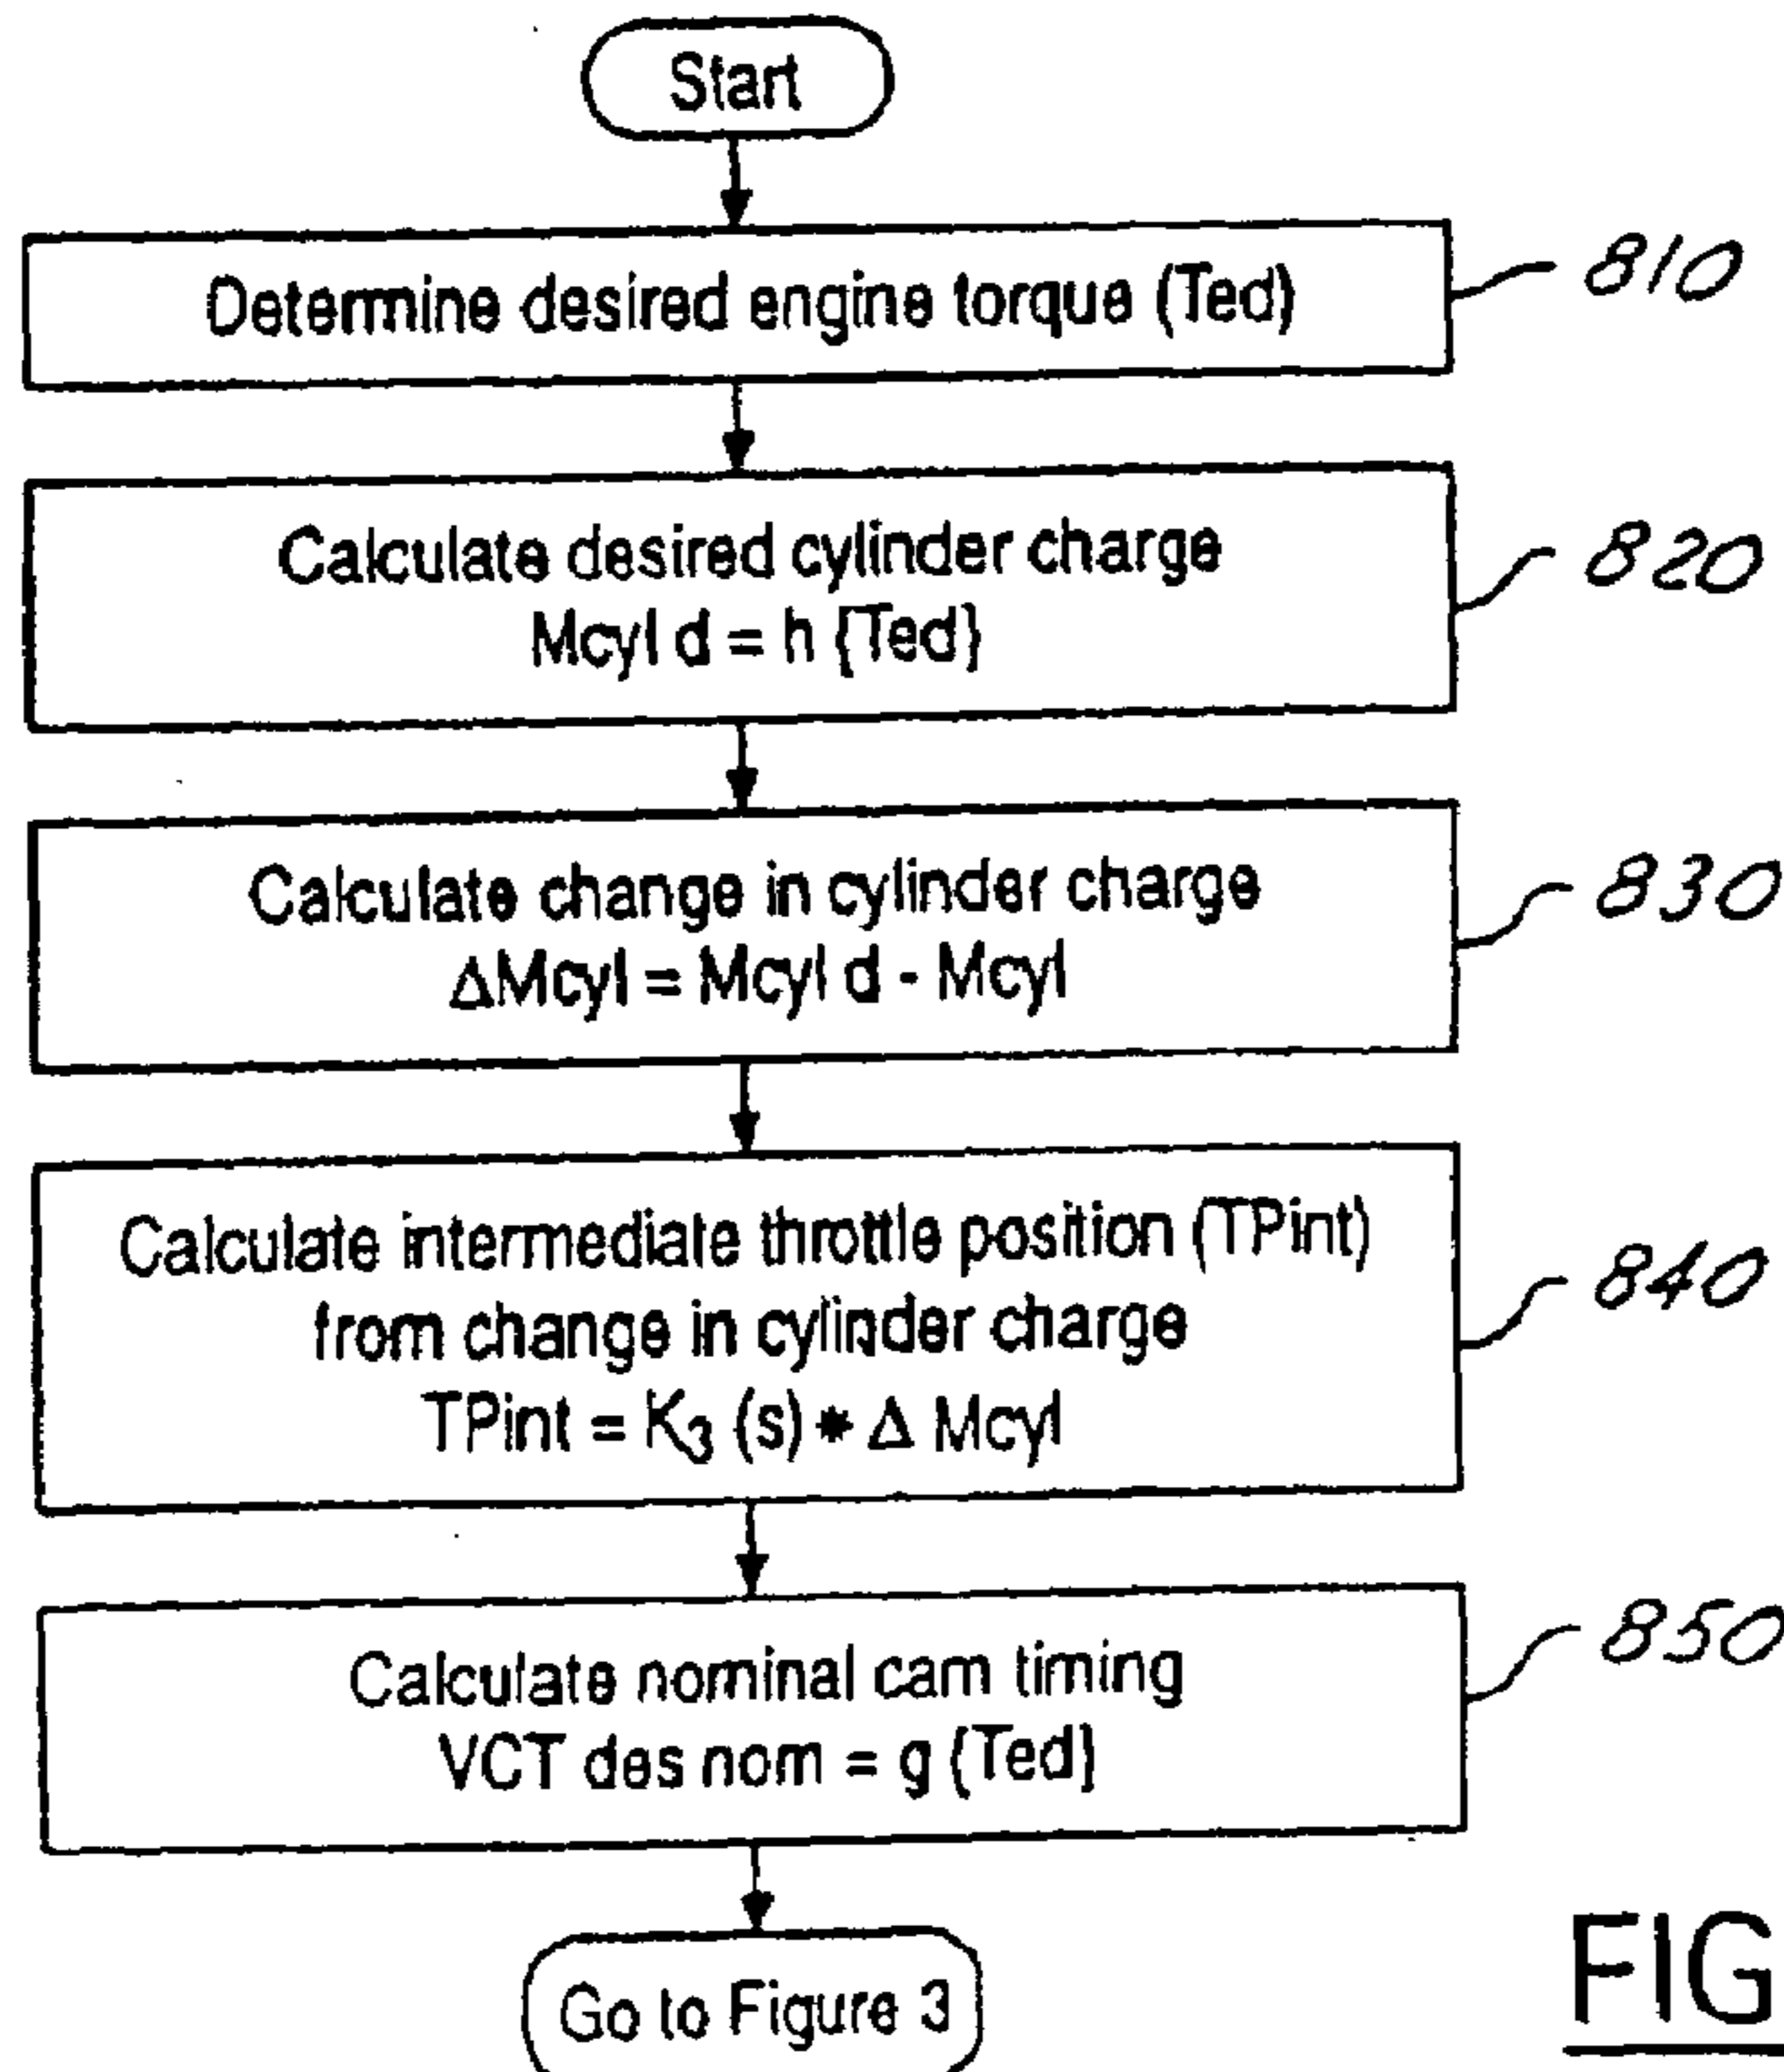 Start
Determine desired engine torque (Ted)
810
Calculate desired cylinder charge
Mcyl d = h {Ted}
820
Calculate change in cylinder charge
ΔMcyl = Mcyl d - Mcyl
830
Calculate intermediate throttle position (TPint)
from change in cylinder charge
TPint = K₃ (s) * Δ Mcyl
840
Calculate nominal cam timing
VCT des nom = g (Ted)
850
Go to Figure 3
FIG